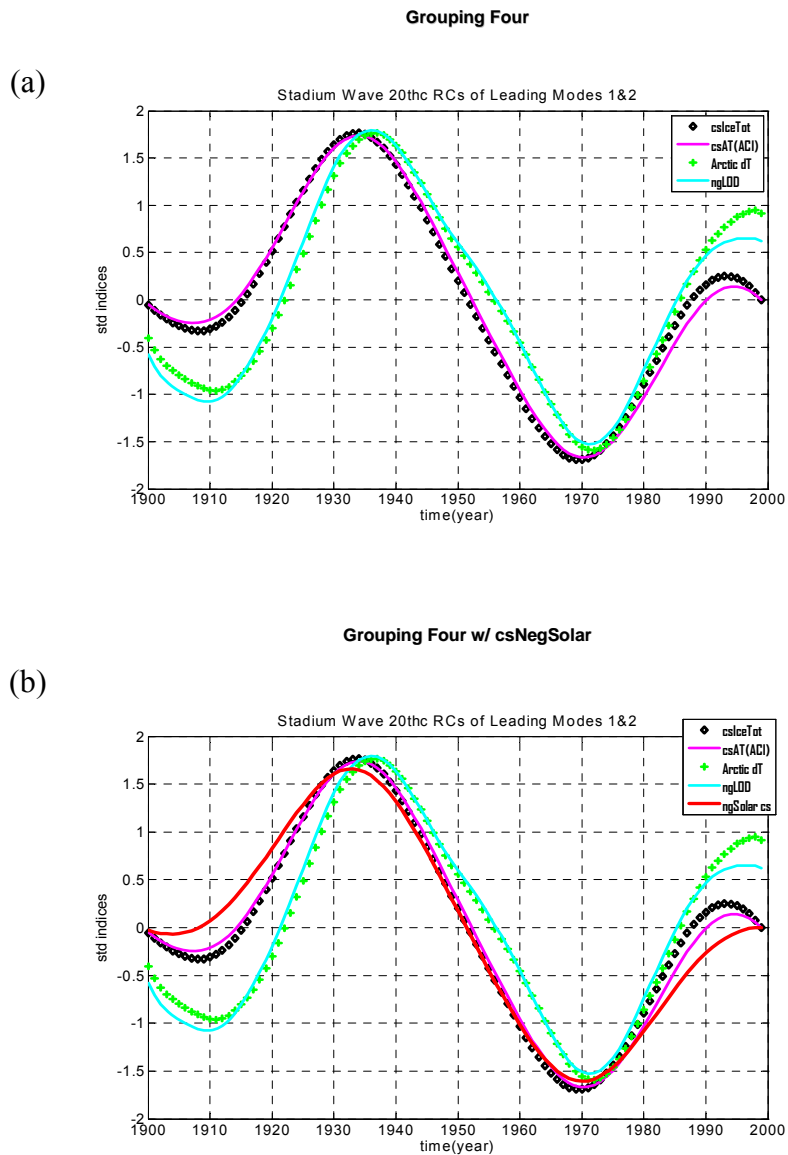 Grouping Four
(a)
Stadium Wave 20thc RCs of Leading Modes 1&2
csIceTot
csAT(ACI)
Arctic dT
ngLOD
2
1.5
1
0.5
0
-0.5
-1
-1.5
-2
std indices
1900 1910 1920 1930 1940 1950 1960 1970 1980 1990 2000
time(year)
Grouping Four w/ csNegSolar
(b)
Stadium Wave 20thc RCs of Leading Modes 1&2
csIceTot
csAT(ACI)
Arctic dT
ngLOD
ngSolar cs
2
1.5
1
0.5
0
-0.5
-1
-1.5
-2
std indices
1900 1910 1920 1930 1940 1950 1960 1970 1980 1990 2000
time(year)